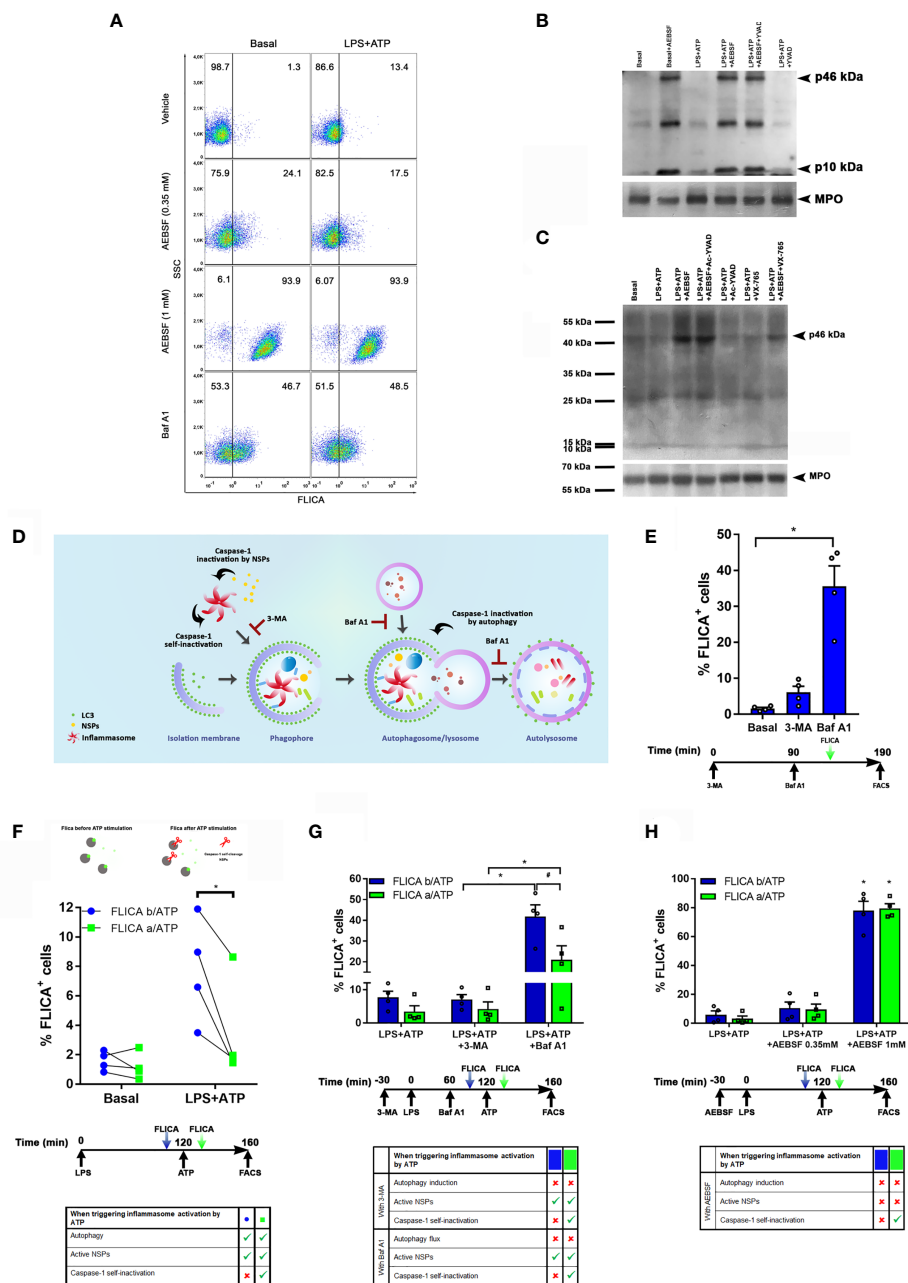 A
Basal
LPS+ATP
Vehicle
98.7
1.3
86.6
13.4
AEBSF (0.35 mM)
75.9
24.1
82.5
17.5
SSC
AEBSF (1 mM)
6.1
93.9
6.07
93.9
Baf A1
53.3
46.7
51.5
48.5
FLICA
B
Basal
Basal+AEBSF
LPS+ATP
LPS+ATP +AEBSF
LPS+ATP +AEBSF+YVAD
LPS+ATP +YVAD
p46 kDa
p10 kDa
MPO
C
Basal
LPS+ATP
LPS+ATP +AEBSF
LPS+ATP +AEBSF+Ac-YVAD
LPS+ATP +Ac-YVAD
LPS+ATP +VX-765
LPS+ATP +AEBSF+VX-765
55 kDa
40 kDa
35 kDa
25 kDa
15 kDa
10 kDa
70 kDa
55 kDa
p46 kDa
MPO
D
Caspase-1
inactivation by NSPs
3-MA
Caspase-1
self-inactivation
Baf A1
Caspase-1 inactivation
by autophagy
Baf A1
LC3
NSPs
Inflammasome
Isolation membrane
Phagophore
Autophagosome/lysosome
Autolysosome
E
% FLICA+ cells
50
40
30
20
10
0
*
Basal
3-MA
Baf A1
FLICA
Time (min)
0
90
190
3-MA
Baf A1
FACS
F
Flica before ATP stimulation
Flica after ATP stimulation
Caspase-1 self-cleavage
NSPs
% FLICA+ cells
12
10
8
6
4
2
0
FLICA b/ATP
FLICA a/ATP
*
Basal
LPS+ATP
FLICA
FLICA
Time (min)
0
120
160
LPS
ATP
FACS
When triggering inflammasome activation by
ATP
Autophagy
✓ ✓
Active NSPs
✓ ✓
Caspase-1 self-inactivation
✗ ✓
G
% FLICA+ cells
60
50
40
30
20
10
0
FLICA b/ATP
FLICA a/ATP
*
*
#
LPS+ATP
LPS+ATP
+3-MA
LPS+ATP
+Baf A1
FLICA
FLICA
Time (min)
-30
0
60
120
160
3-MA
LPS
Baf A1
ATP
FACS
When triggering inflammasome activation
by ATP
With 3-MA
Autophagy induction
✗ ✗
Active NSPs
✓ ✓
Caspase-1 self-inactivation
✗ ✓
With Baf A1
Autophagy flux
✗ ✗
Active NSPs
✓ ✓
Caspase-1 self-inactivation
✗ ✓
H
% FLICA+ cells
100
80
60
40
20
0
FLICA b/ATP
FLICA a/ATP
*
*
LPS+ATP
LPS+ATP
+AEBSF 0.35mM
LPS+ATP
+AEBSF 1mM
FLICA
FLICA
Time (min)
-30
0
120
160
AEBSF
LPS
ATP
FACS
When triggering inflammasome activation
by ATP
With AEBSF
Autophagy induction
✗ ✗
Active NSPs
✗ ✗
Caspase-1 self-inactivation
✗ ✓